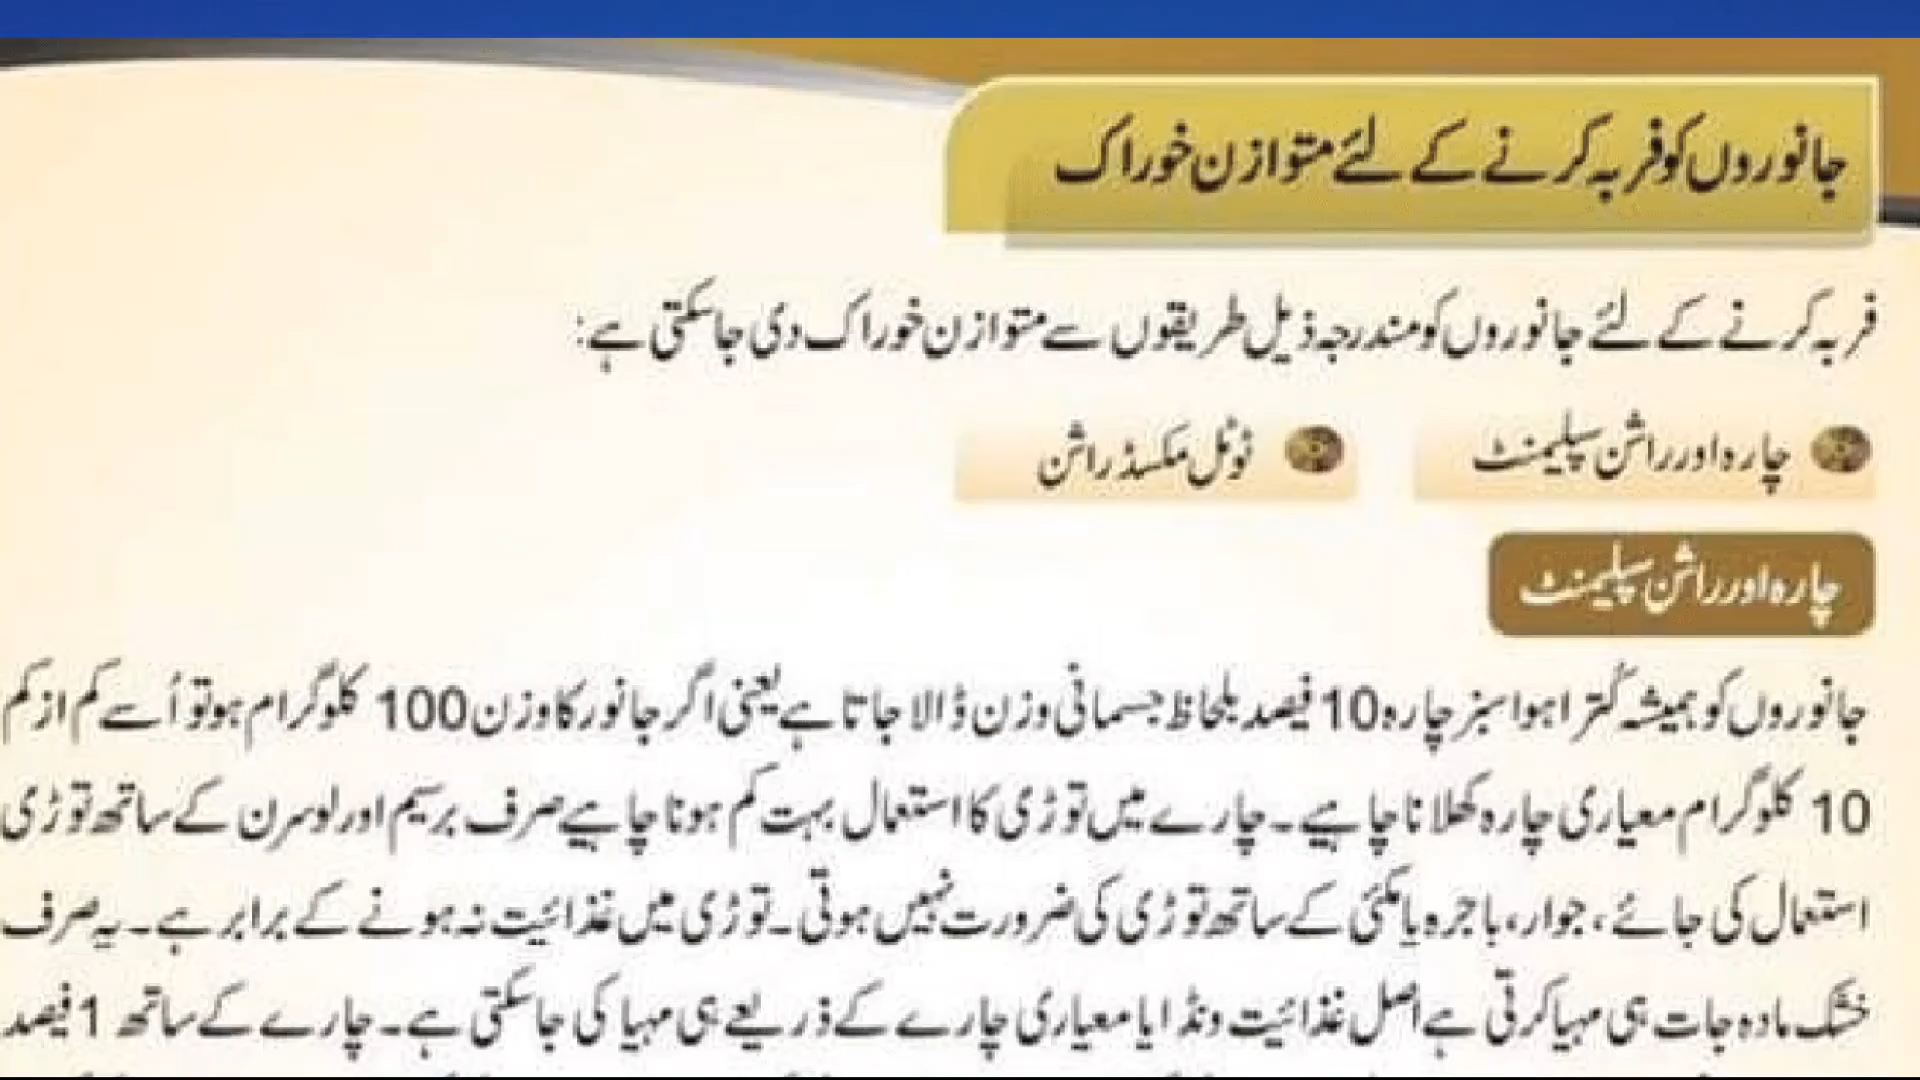 جانوروں کو فربہ کرنے کے لئے متوازن خوراک
فربہ کرنے کے لئے جانوروں کو مندرجہ ذیل طریقوں سے متوازن خوراک دی جاسکتی ہے:
چارہ اور راشن سپلیمنٹ
ٹوٹل مکسڈ راشن
چارہ اور راشن سپلیمنٹ
جانوروں کو ہمیشہ کُترا ہوا سبز چارہ 10 فیصد بلحاظ جسمانی وزن ڈالا جاتا ہے یعنی اگر جانور کا وزن 100 کلوگرام ہو تو اُسے کم از کم
10 کلوگرام معیاری چارہ کھلانا چاہیے۔ چارے میں توڑی کا استعمال بہت کم ہونا چاہیے صرف برسیم اور لوسرن کے ساتھ توڑی
استعمال کی جائے، جوار، باجرہ یا مکئی کے ساتھ توڑی کی ضرورت نہیں ہوتی۔ توڑی میں غذائیت نہ ہونے کے برابر ہے۔ یہ صرف
خشک مادہ جات ہی مہیا کرتی ہے اصل غذائیت ونڈا یا معیاری چارے کے ذریعے ہی مہیا کی جاسکتی ہے۔ چارے کے ساتھ 1 فیصد